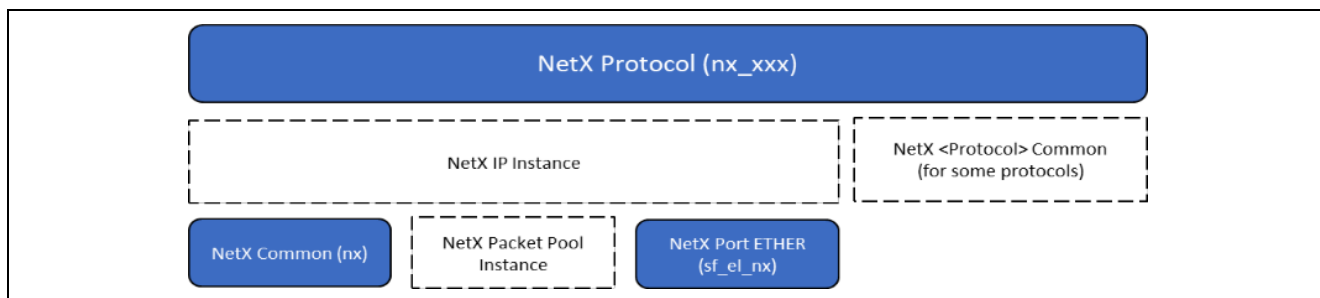 NetX Protocol (nx_xxx)
NetX IP Instance
NetX <Protocol> Common
(for some protocols)
NetX Common (nx)
NetX Packet Pool
Instance
NetX Port ETHER
(sf_el_nx)